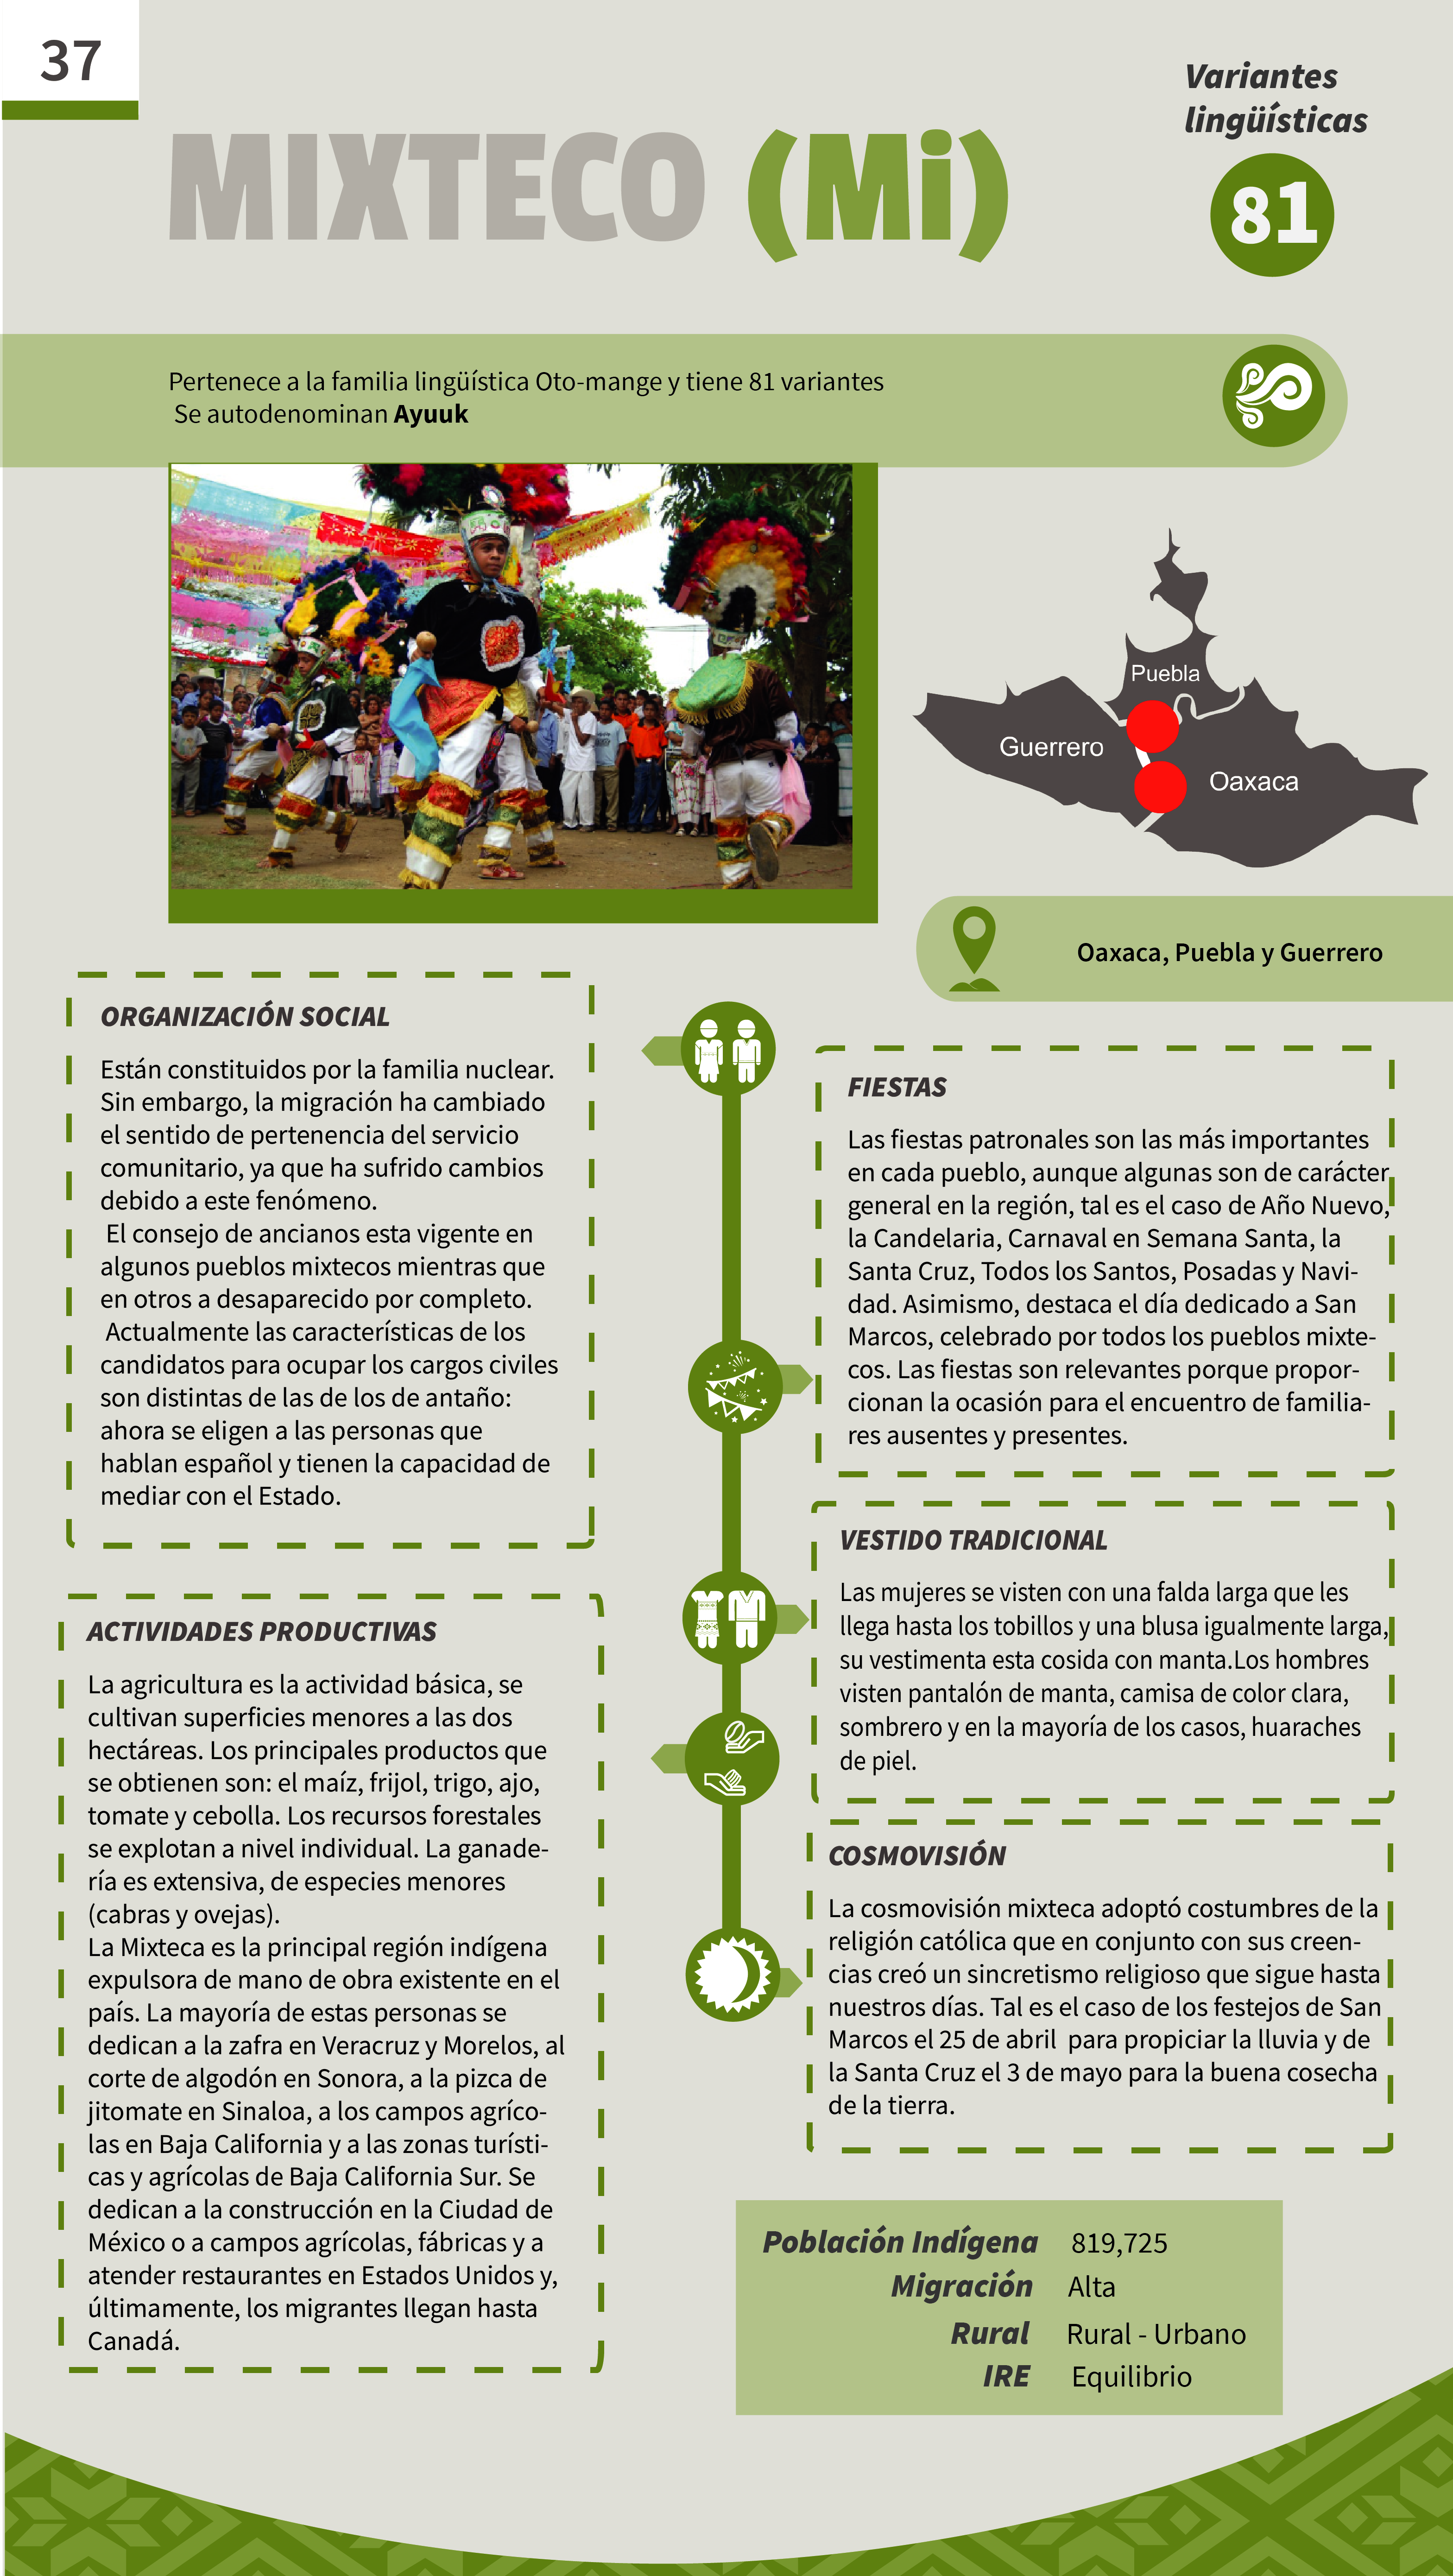 37
Variantes
lingüísticas
81
MIXTECO (Mi)
Pertenece a la familia lingüística Oto-mange y tiene 81 variantes
Se autodenominan Ayuuk
Puebla
Guerrero
Oaxaca
Oaxaca, Puebla y Guerrero
ORGANIZACIÓN SOCIAL
Están constituidos por la familia nuclear.
Sin embargo, la migración ha cambiado
el sentido de pertenencia del servicio
comunitario, ya que ha sufrido cambios
debido a este fenómeno.
El consejo de ancianos esta vigente en
algunos pueblos mixtecos mientras que
en otros a desaparecido por completo.
Actualmente las características de los
candidatos para ocupar los cargos civiles
son distintas de las de los de antaño:
ahora se eligen a las personas que
hablan español y tienen la capacidad de
mediar con el Estado.
FIESTAS
Las fiestas patronales son las más importantes
en cada pueblo, aunque algunas son de carácter
general en la región, tal es el caso de Año Nuevo,
la Candelaria, Carnaval en Semana Santa, la
Santa Cruz, Todos los Santos, Posadas y Navi-
dad. Asimismo, destaca el día dedicado a San
Marcos, celebrado por todos los pueblos mixte-
cos. Las fiestas son relevantes porque propor-
cionan la ocasión para el encuentro de familia-
res ausentes y presentes.
VESTIDO TRADICIONAL
Las mujeres se visten con una falda larga que les
llega hasta los tobillos y una blusa igualmente larga,
su vestimenta esta cosida con manta.Los hombres
visten pantalón de manta, camisa de color clara,
sombrero y en la mayoría de los casos, huaraches
de piel.
ACTIVIDADES PRODUCTIVAS
La agricultura es la actividad básica, se
cultivan superficies menores a las dos
hectáreas. Los principales productos que
se obtienen son: el maíz, frijol, trigo, ajo,
tomate y cebolla. Los recursos forestales
se explotan a nivel individual. La ganade-
ría es extensiva, de especies menores
(cabras y ovejas).
La Mixteca es la principal región indígena
expulsora de mano de obra existente en el
país. La mayoría de estas personas se
dedican a la zafra en Veracruz y Morelos, al
corte de algodón en Sonora, a la pizca de
jitomate en Sinaloa, a los campos agríco-
las en Baja California y a las zonas turísti-
cas y agrícolas de Baja California Sur. Se
dedican a la construcción en la Ciudad de
México o a campos agrícolas, fábricas y a
atender restaurantes en Estados Unidos y,
últimamente, los migrantes llegan hasta
Canadá.
COSMOVISIÓN
La cosmovisión mixteca adoptó costumbres de la
religión católica que en conjunto con sus creen-
cias creó un sincretismo religioso que sigue hasta
nuestros días. Tal es el caso de los festejos de San
Marcos el 25 de abril  para propiciar la lluvia y de
la Santa Cruz el 3 de mayo para la buena cosecha
de la tierra.
Población Indígena 819,725
Migración Alta
Rural Rural - Urbano
IRE Equilibrio